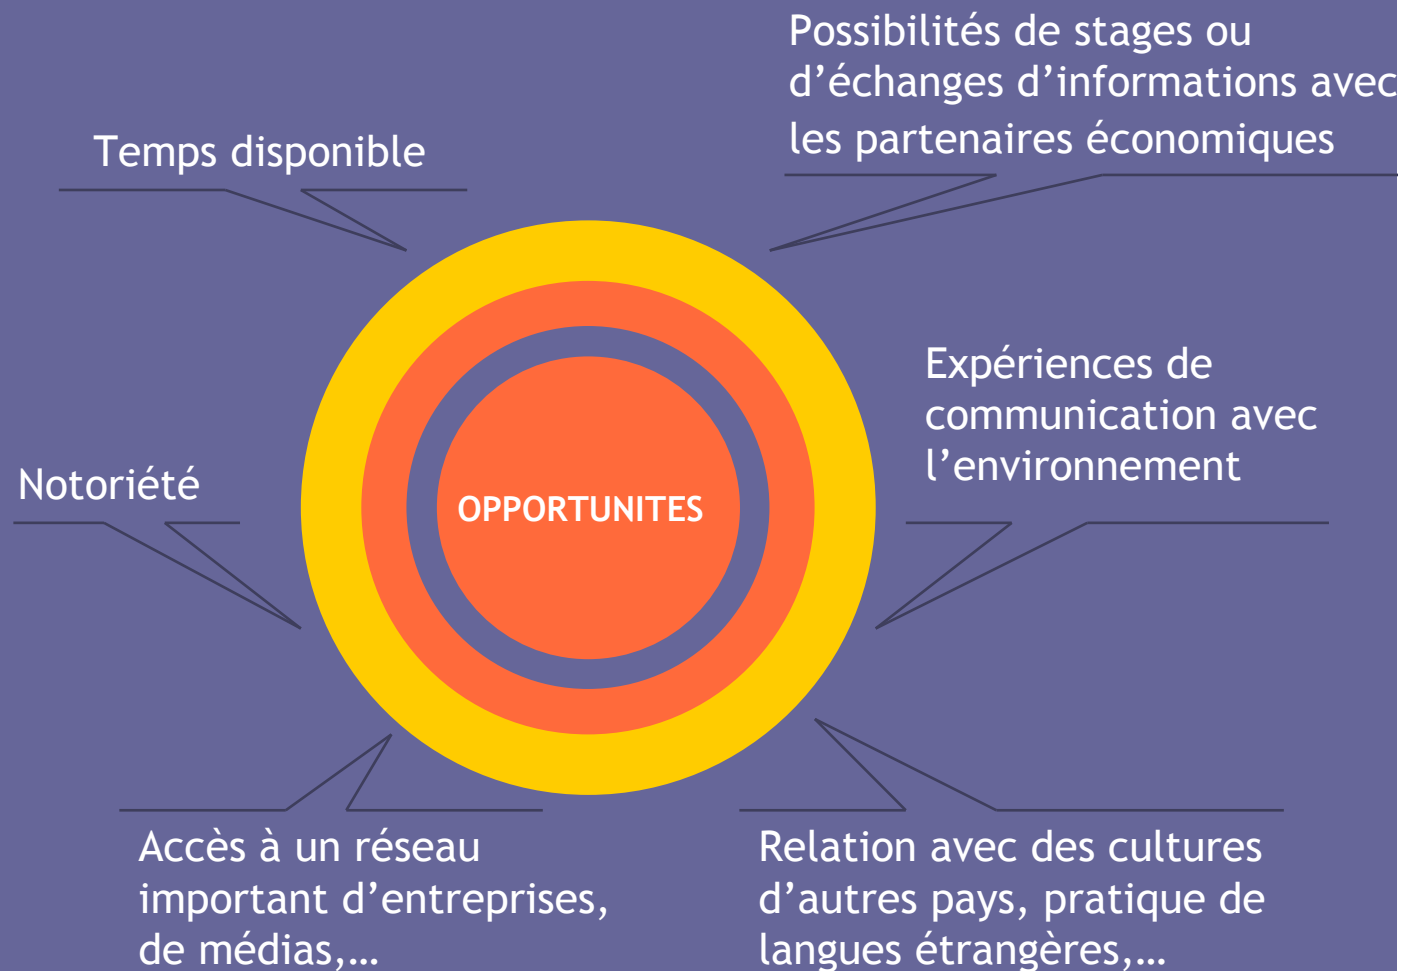 Possibilités de stages ou
d’échanges d’informations avec
les partenaires économiques
Temps disponible
Expériences de
communication avec
l’environnement
Notoriété
OPPORTUNITES
Accès à un réseau
important d’entreprises,
de médias,…
Relation avec des cultures
d’autres pays, pratique de
langues étrangères,…